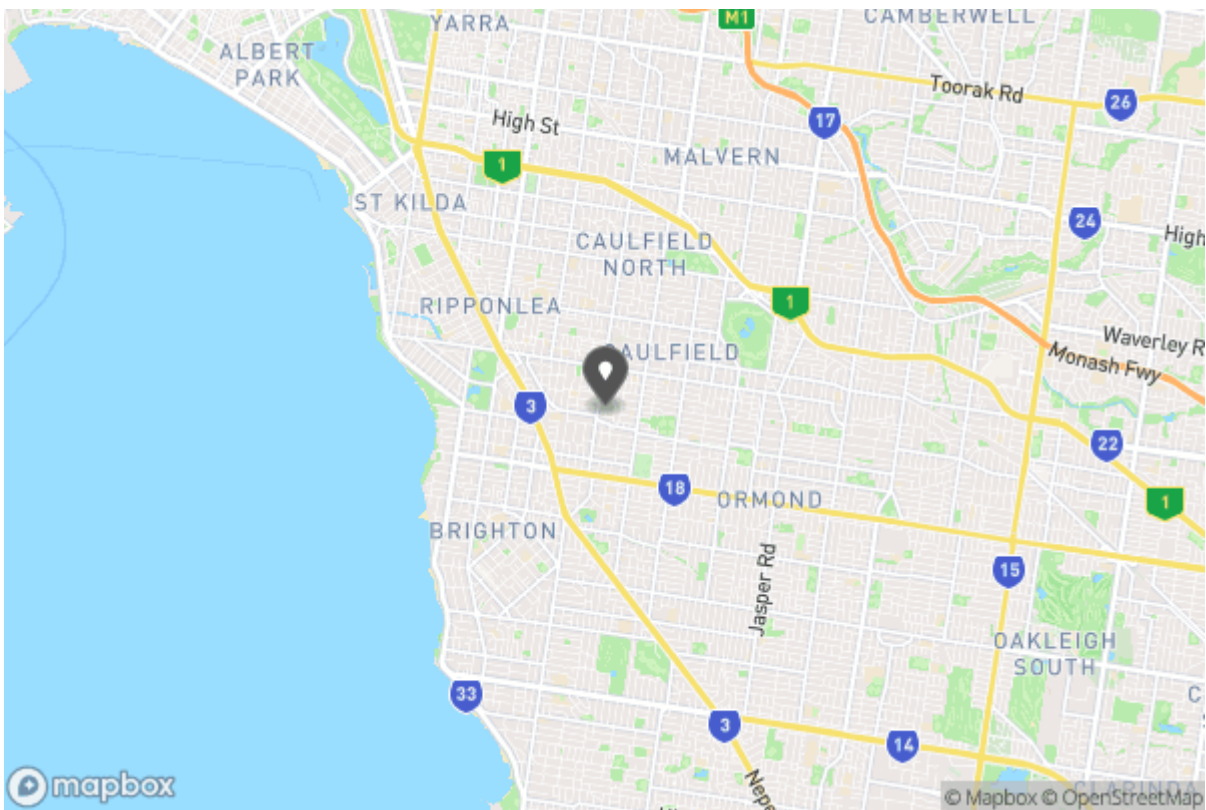 YARRA
CAMBERWELL
M1
ALBERT
PARK
Toorak Rd
26
High St
17
MALVERN
1
ST KILDA
24
High
CAULFIELD
NORTH
RIPPONLEA
1
Waverley R
CAULFIELD
Monash Fwy
3
22
18
ORMOND
1
BRIGHTON
15
Jasper Rd
OAKLEIGH
SOUTH
33
C
3
14
Nepe
mapbox
CLARINDA
© Mapbox © OpenStreetMap